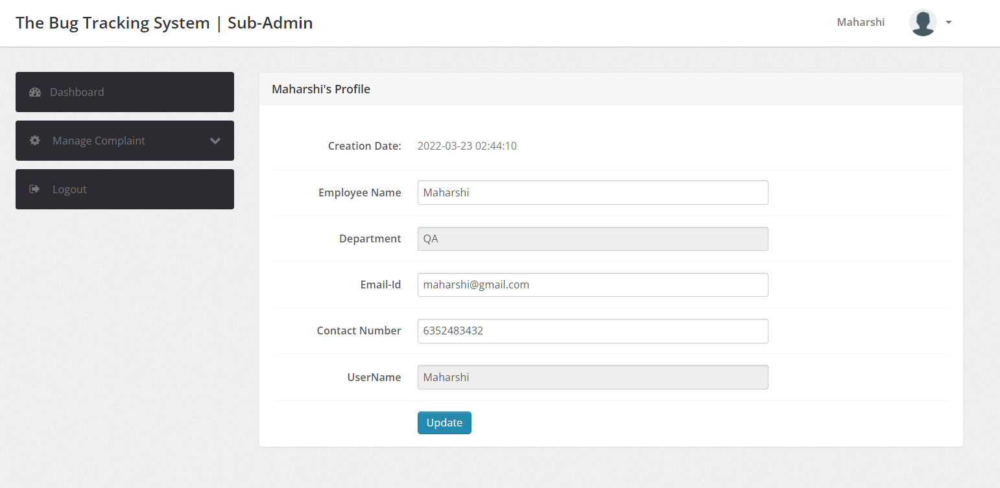 The Bug Tracking System | Sub-Admin
Maharshi
Dashboard
Manage Complaint
Logout
Maharshi's Profile
Creation Date: 2022-03-23 02:44:10
Employee Name Maharshi
Department QA
Email-Id maharshi@gmail.com
Contact Number 6352483432
UserName Maharshi
Update